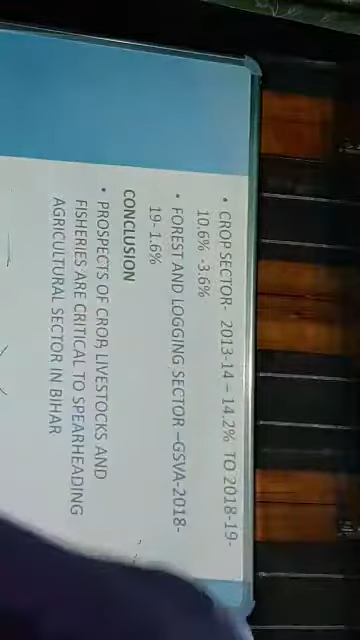 • CROP SECTOR- 2013-14 – 14.2% TO 2018-19-
10.6% -3.6%
• FOREST AND LOGGING SECTOR –GSVA-2018-
19-1.6%
CONCLUSION
• PROSPECTS OF CROP, LIVESTOCKS AND
FISHERIES ARE CRITICAL TO SPEARHEADING
AGRICULTURAL SECTOR IN BIHAR